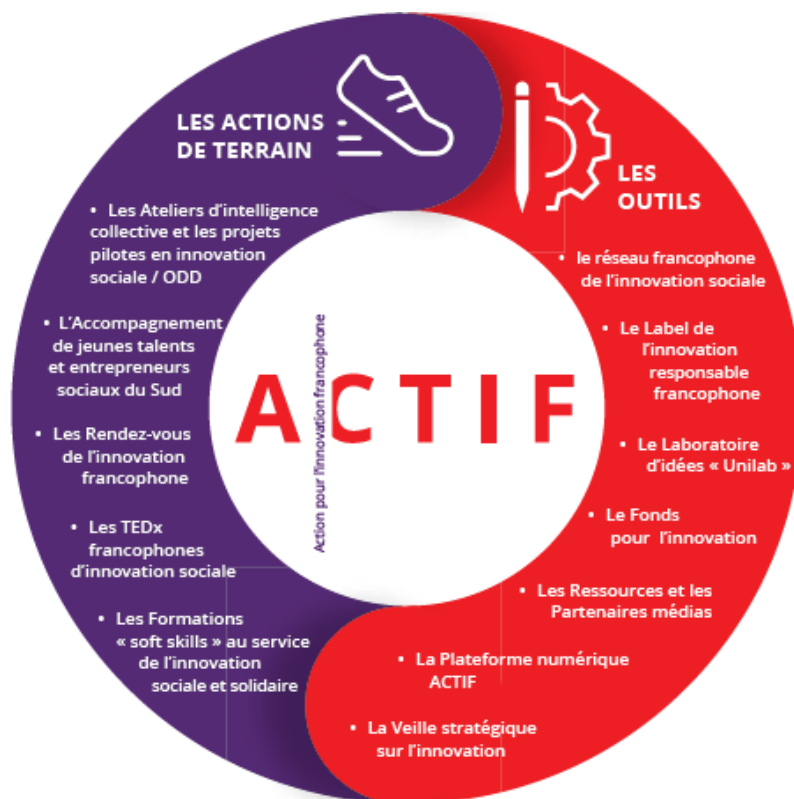 LES ACTIONS
DE TERRAIN
• Les Ateliers d’intelligence
collective et les projets
pilotes en innovation
sociale / ODD
• L’Accompagnement
de jeunes talents
et entrepreneurs
sociaux du Sud
• Les Rendez-vous
de l’innovation
francophone
• Les TEDx
francophones
d’innovation sociale
• Les Formations
« soft skills » au service
de l’innovation
sociale et solidaire
ACTIF
Action pour l’innovation francophone
LES
OUTILS
• le réseau francophone
de l’innovation sociale
• Le Label de
l’innovation
responsable
francophone
• Le Laboratoire
d’idées « Unilab »
• Le Fonds
pour l’innovation
• Les Ressources et les
Partenaires médias
• La Plateforme numérique
ACTIF
• La Veille stratégique
sur l’innovation